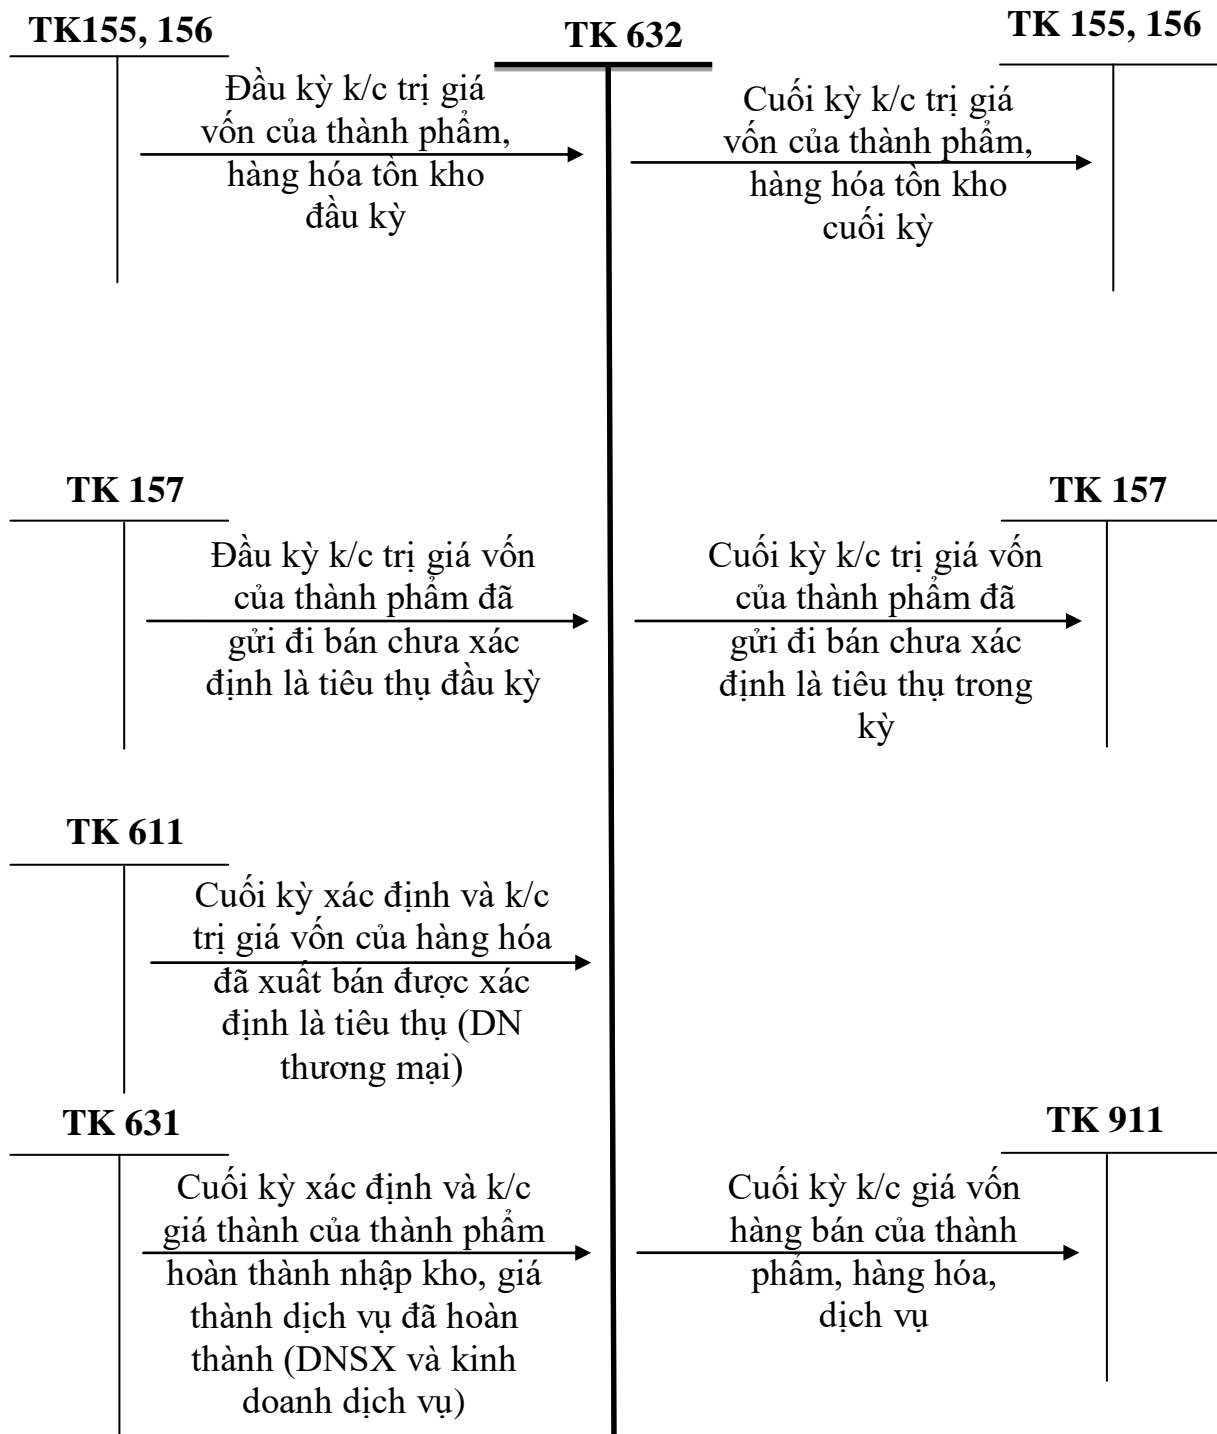 TK155, 156
TK 632
TK 155, 156
Đầu kỳ k/c trị giá
vốn của thành phẩm,
hàng hóa tồn kho
đầu kỳ
Cuối kỳ k/c trị giá
vốn của thành phẩm,
hàng hóa tồn kho
cuối kỳ
TK 157
TK 157
Đầu kỳ k/c trị giá vốn
của thành phẩm đã
gửi đi bán chưa xác
định là tiêu thụ đầu kỳ
Cuối kỳ k/c trị giá vốn
của thành phẩm đã
gửi đi bán chưa xác
định là tiêu thụ trong
kỳ
TK 611
Cuối kỳ xác định và k/c
trị giá vốn của hàng hóa
đã xuất bán được xác
định là tiêu thụ (DN
thương mại)
TK 631
TK 911
Cuối kỳ xác định và k/c
giá thành của thành phẩm
hoàn thành nhập kho, giá
thành dịch vụ đã hoàn
thành (DNSX và kinh
doanh dịch vụ)
Cuối kỳ k/c giá vốn
hàng bán của thành
phẩm, hàng hóa,
dịch vụ